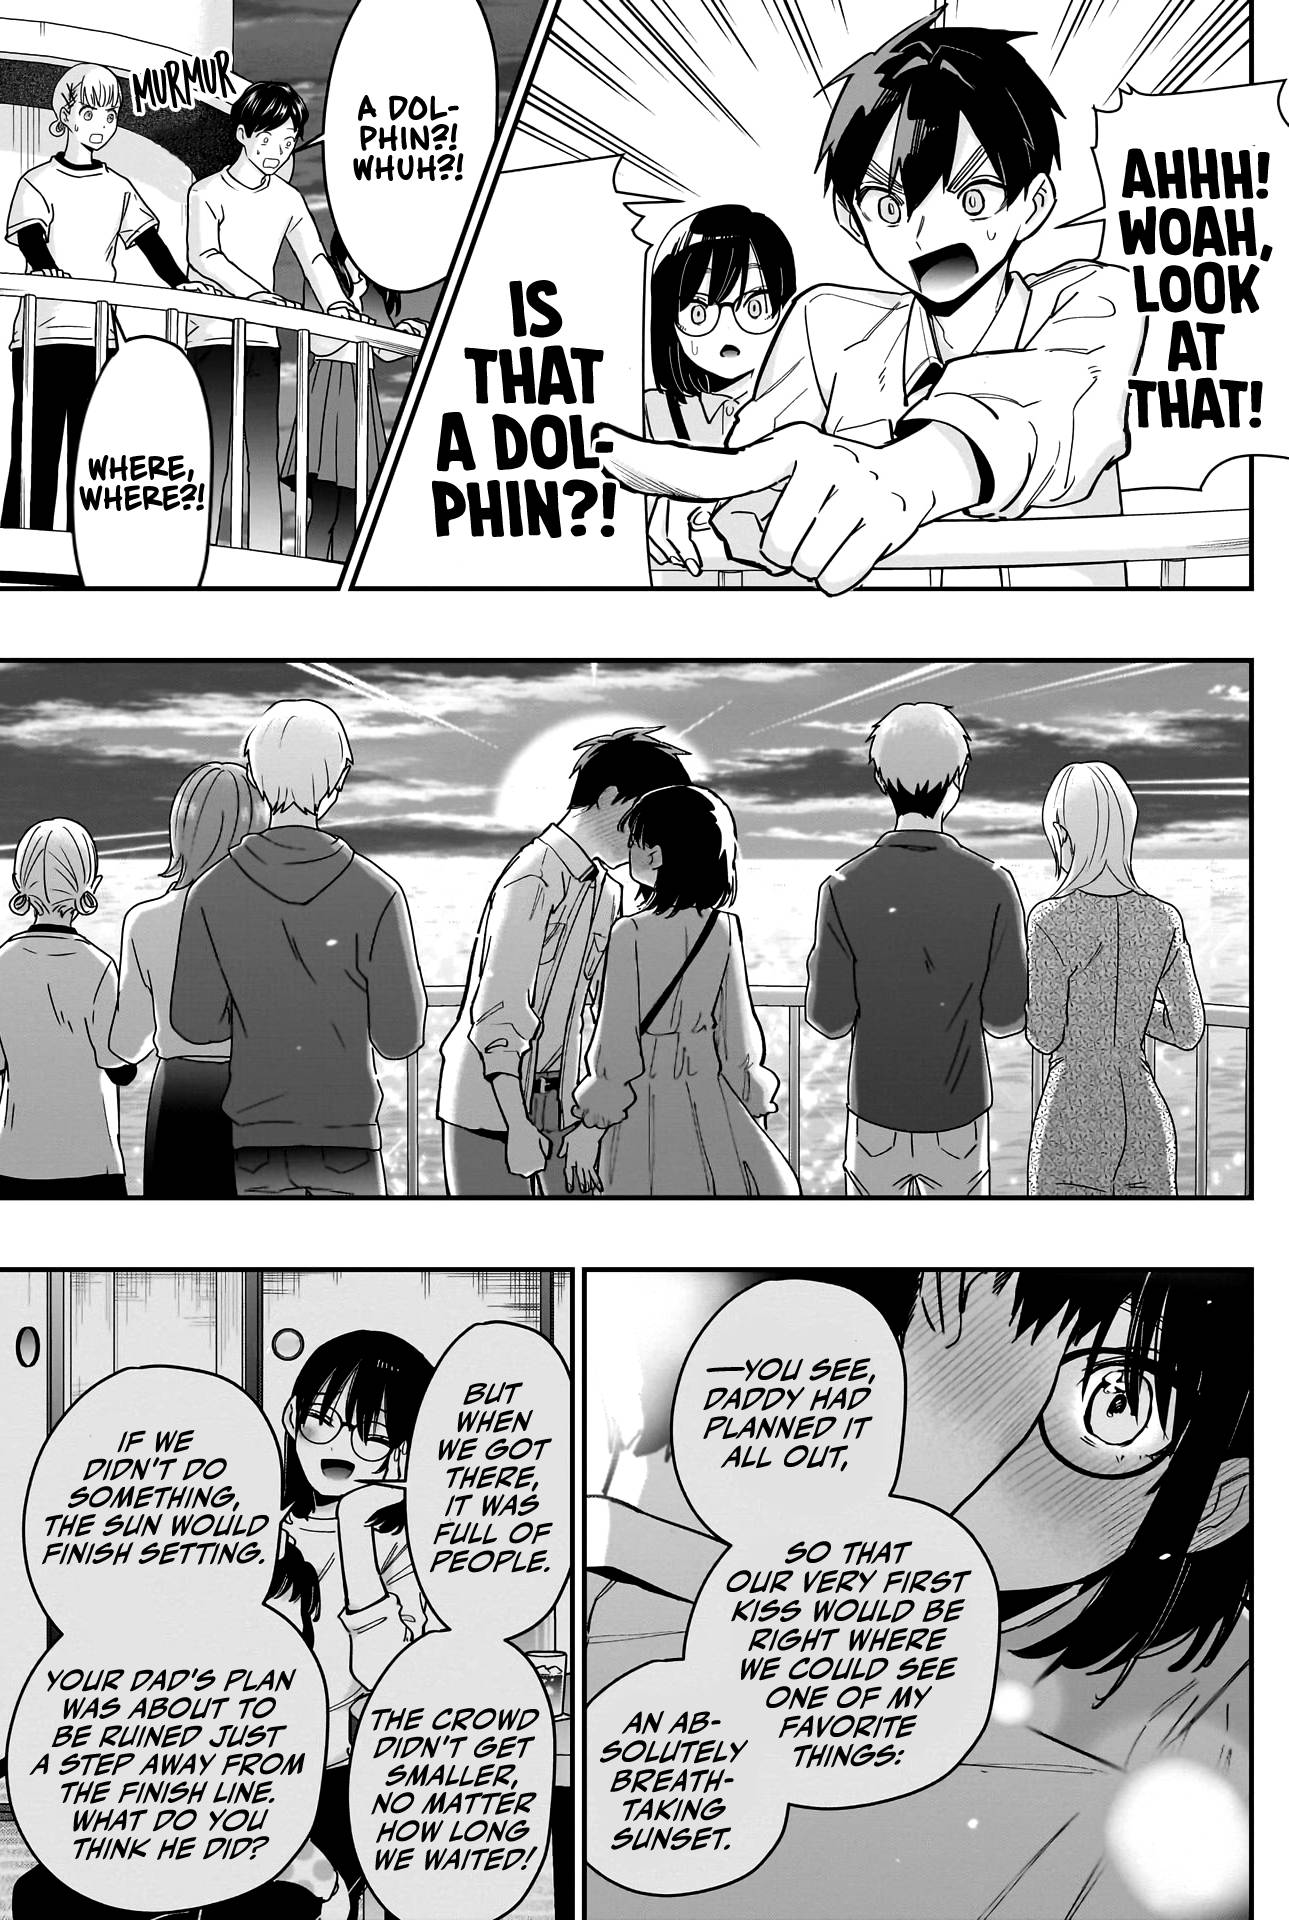 AHHH!
WOAH,
LOOK
AT
THAT!
IS
THAT
A DOL-
PHIN?!
A DOL-
PHIN?!
WHUH?!
MURMUR
WHERE,
WHERE?!
—YOU SEE,
DADDY HAD
PLANNED IT
ALL OUT,
SO THAT
OUR VERY FIRST
KISS WOULD BE
RIGHT WHERE
WE COULD SEE
ONE OF MY
FAVORITE
THINGS:
AN AB-
SOLUTELY
BREATH-
TAKING
SUNSET.
BUT
WHEN
WE GOT
THERE,
IT WAS
FULL OF
PEOPLE.
THE CROWD
DIDN'T GET
SMALLER,
NO MATTER
HOW LONG
WE WAITED!
IF WE
DIDN'T DO
SOMETHING,
THE SUN WOULD
FINISH SETTING.
YOUR DAD'S PLAN
WAS ABOUT TO
BE RUINED JUST
A STEP AWAY FROM
THE FINISH LINE.
WHAT DO YOU
THINK HE DID?